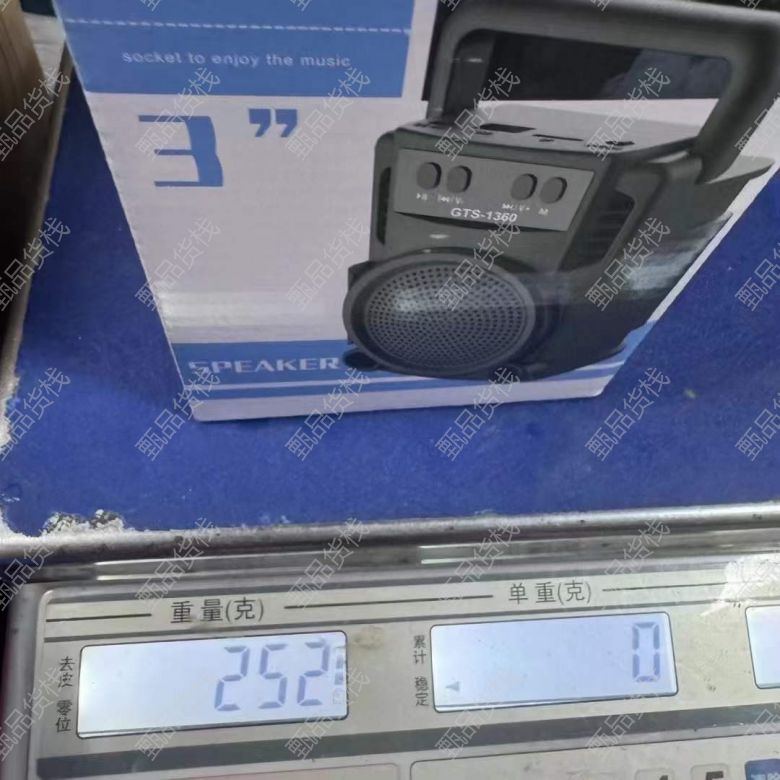 socket to enjoy the music
3"
GTS-1360
M
SPEAKER
重量(克)
单重(克)
去皮
零位
252
累计
稳定
0
甄品货栈